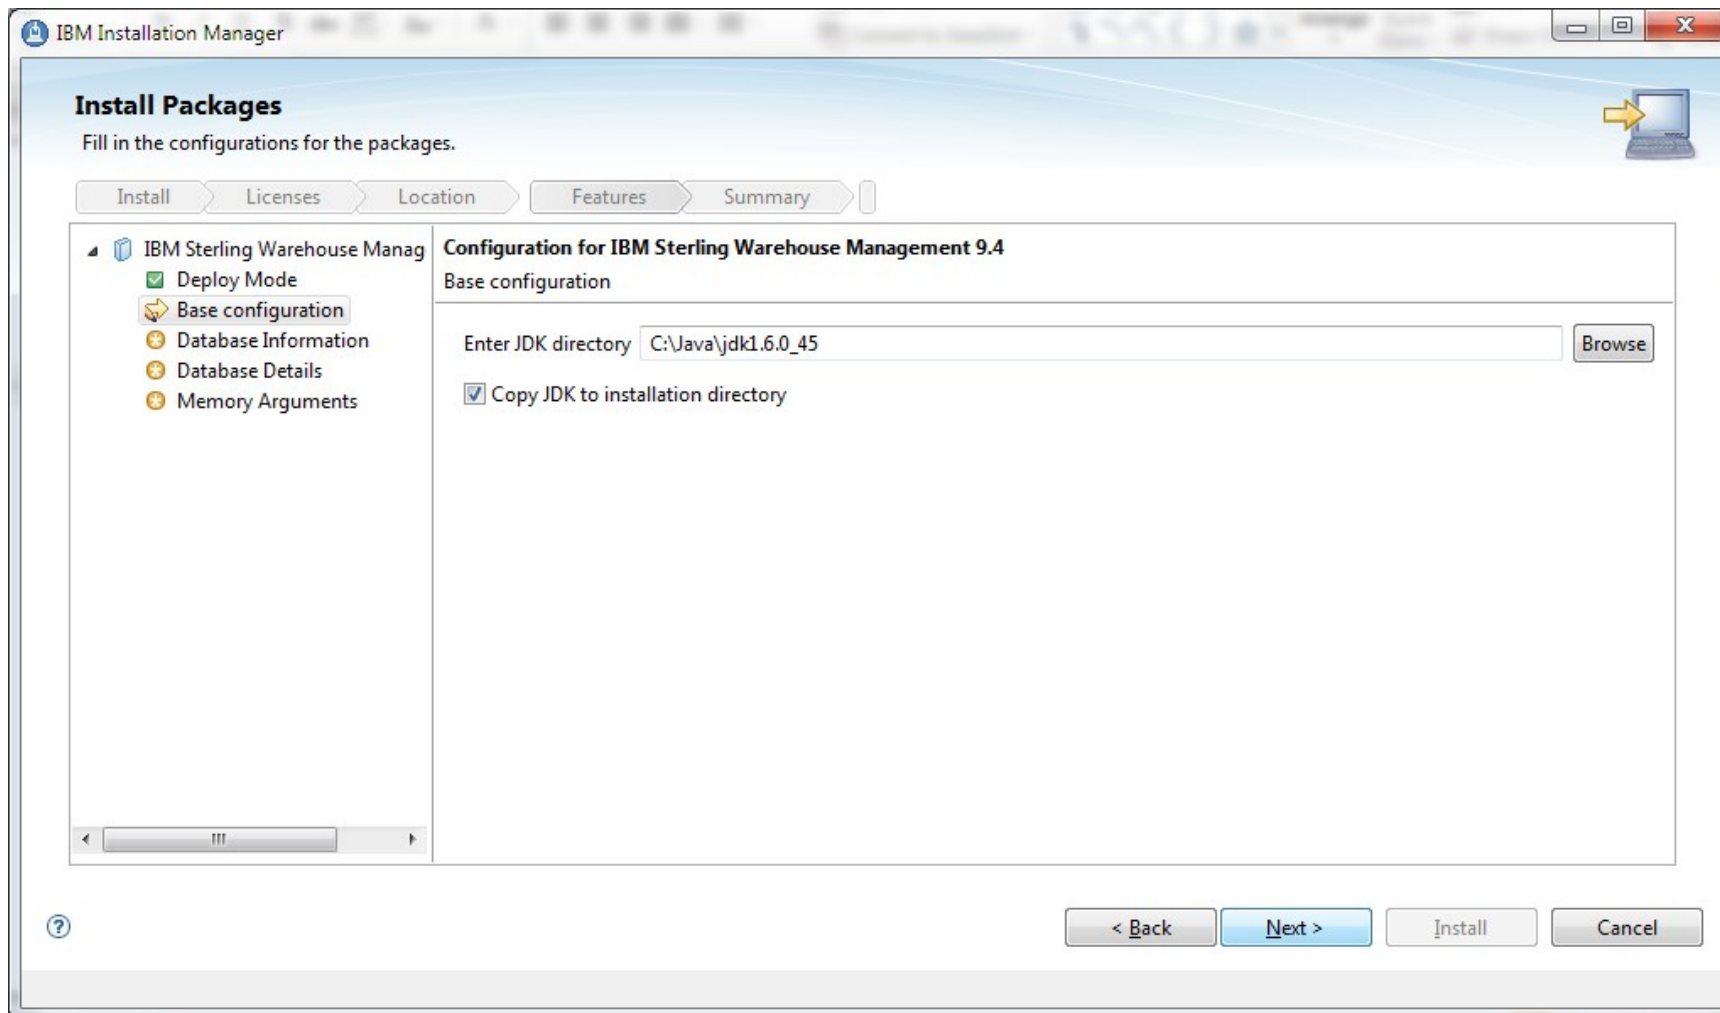 IBM Installation Manager
Install Packages
Fill in the configurations for the packages.
Install
Licenses
Location
Features
Summary
IBM Sterling Warehouse Manag
Deploy Mode
Base configuration
Database Information
Database Details
Memory Arguments
Configuration for IBM Sterling Warehouse Management 9.4
Base configuration
Enter JDK directory C:\Java\jdk1.6.0_45 Browse
Copy JDK to installation directory
< Back Next > Install Cancel